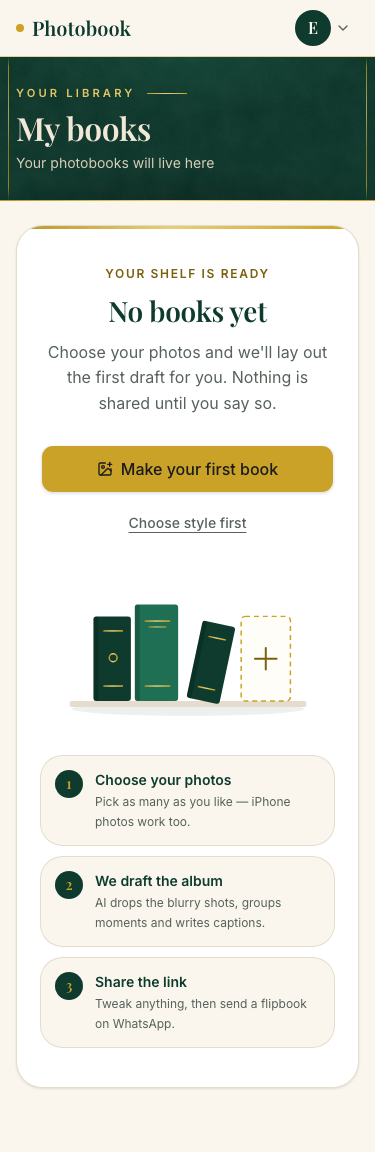 Photobook
E
YOUR LIBRARY
My books
Your photobooks will live here
YOUR SHELF IS READY
No books yet
Choose your photos and we'll lay out
the first draft for you. Nothing is
shared until you say so.
Make your first book
Choose style first
1
Choose your photos
Pick as many as you like — iPhone
photos work too.
2
We draft the album
AI drops the blurry shots, groups
moments and writes captions.
3
Share the link
Tweak anything, then send a flipbook
on WhatsApp.